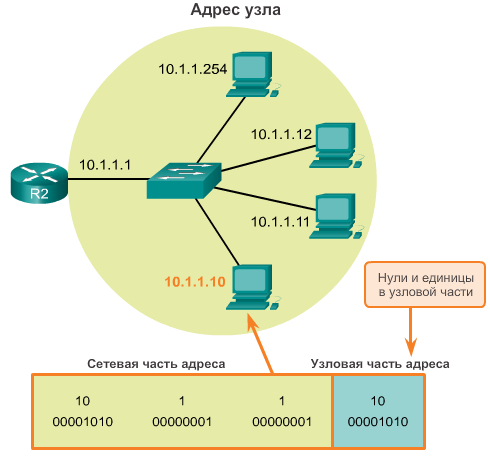 Адрес узла
10.1.1.254
10.1.1.12
10.1.1.1
R2
10.1.1.11
10.1.1.10
Нули и единицы
в узловой части
Сетевая часть адреса
Узловая часть адреса
10 1 1 10
00001010 00000001 00000001 00001010